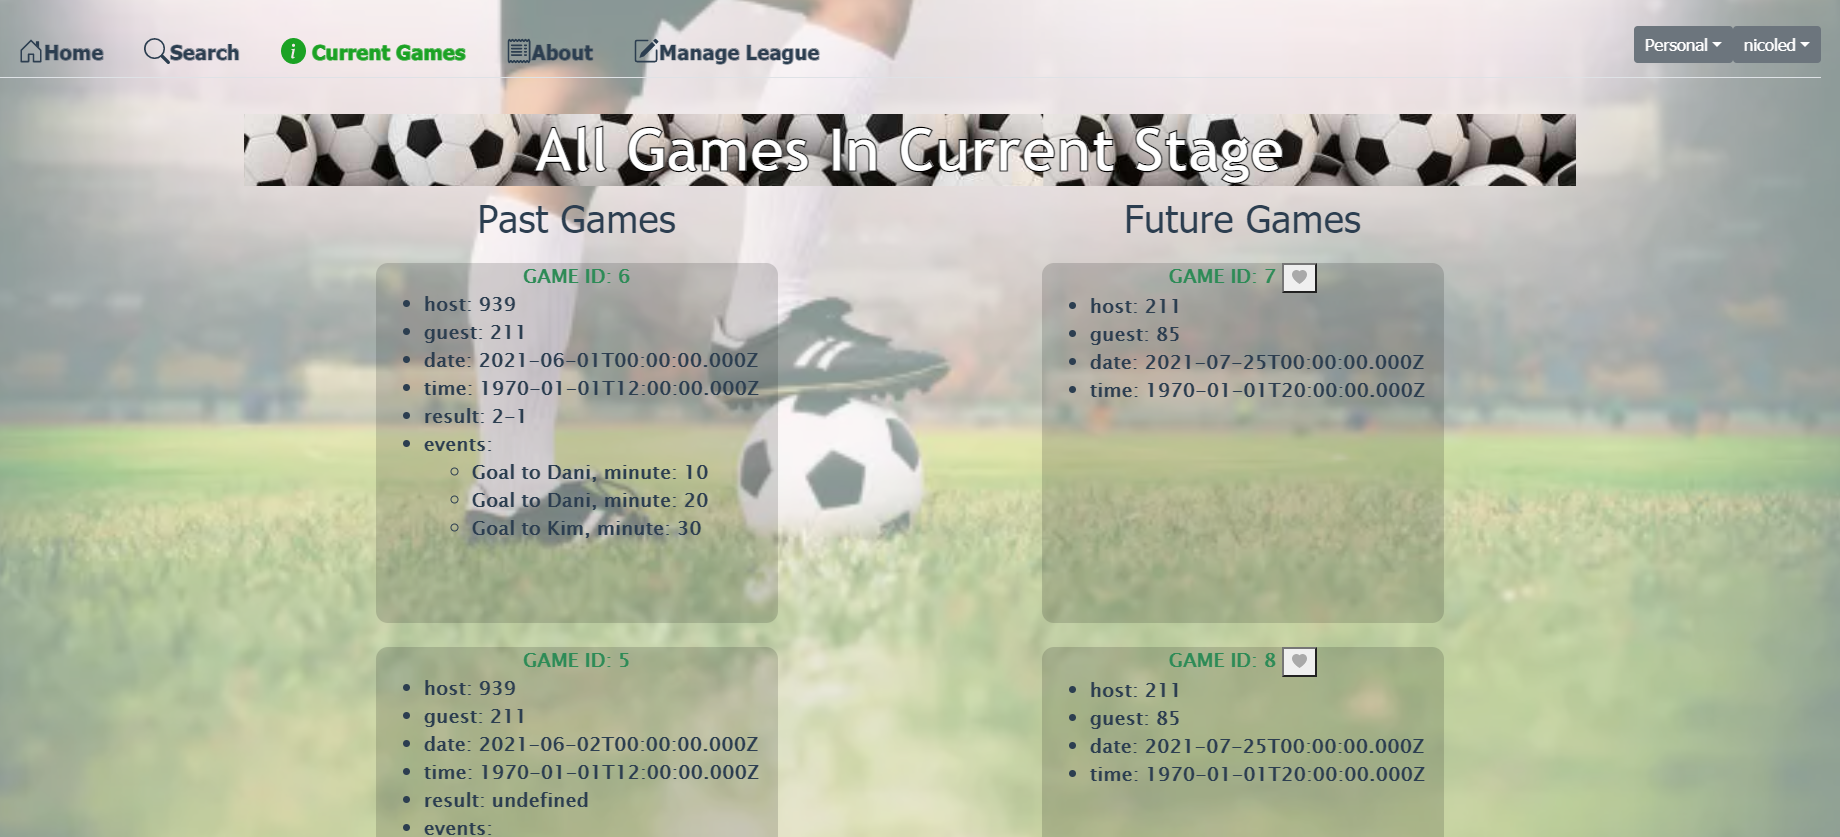 Home Search Current Games About Manage League Personal nicoled
All Games In Current Stage
Past Games
GAME ID: 6
host: 939
guest: 211
date: 2021-06-01T00:00:00.000Z
time: 1970-01-01T12:00:00.000Z
result: 2-1
events:
Goal to Dani, minute: 10
Goal to Dani, minute: 20
Goal to Kim, minute: 30
GAME ID: 5
host: 939
guest: 211
date: 2021-06-02T00:00:00.000Z
time: 1970-01-01T12:00:00.000Z
result: undefined
events:
Future Games
GAME ID: 7
host: 211
guest: 85
date: 2021-07-25T00:00:00.000Z
time: 1970-01-01T20:00:00.000Z
GAME ID: 8
host: 211
guest: 85
date: 2021-07-25T00:00:00.000Z
time: 1970-01-01T20:00:00.000Z